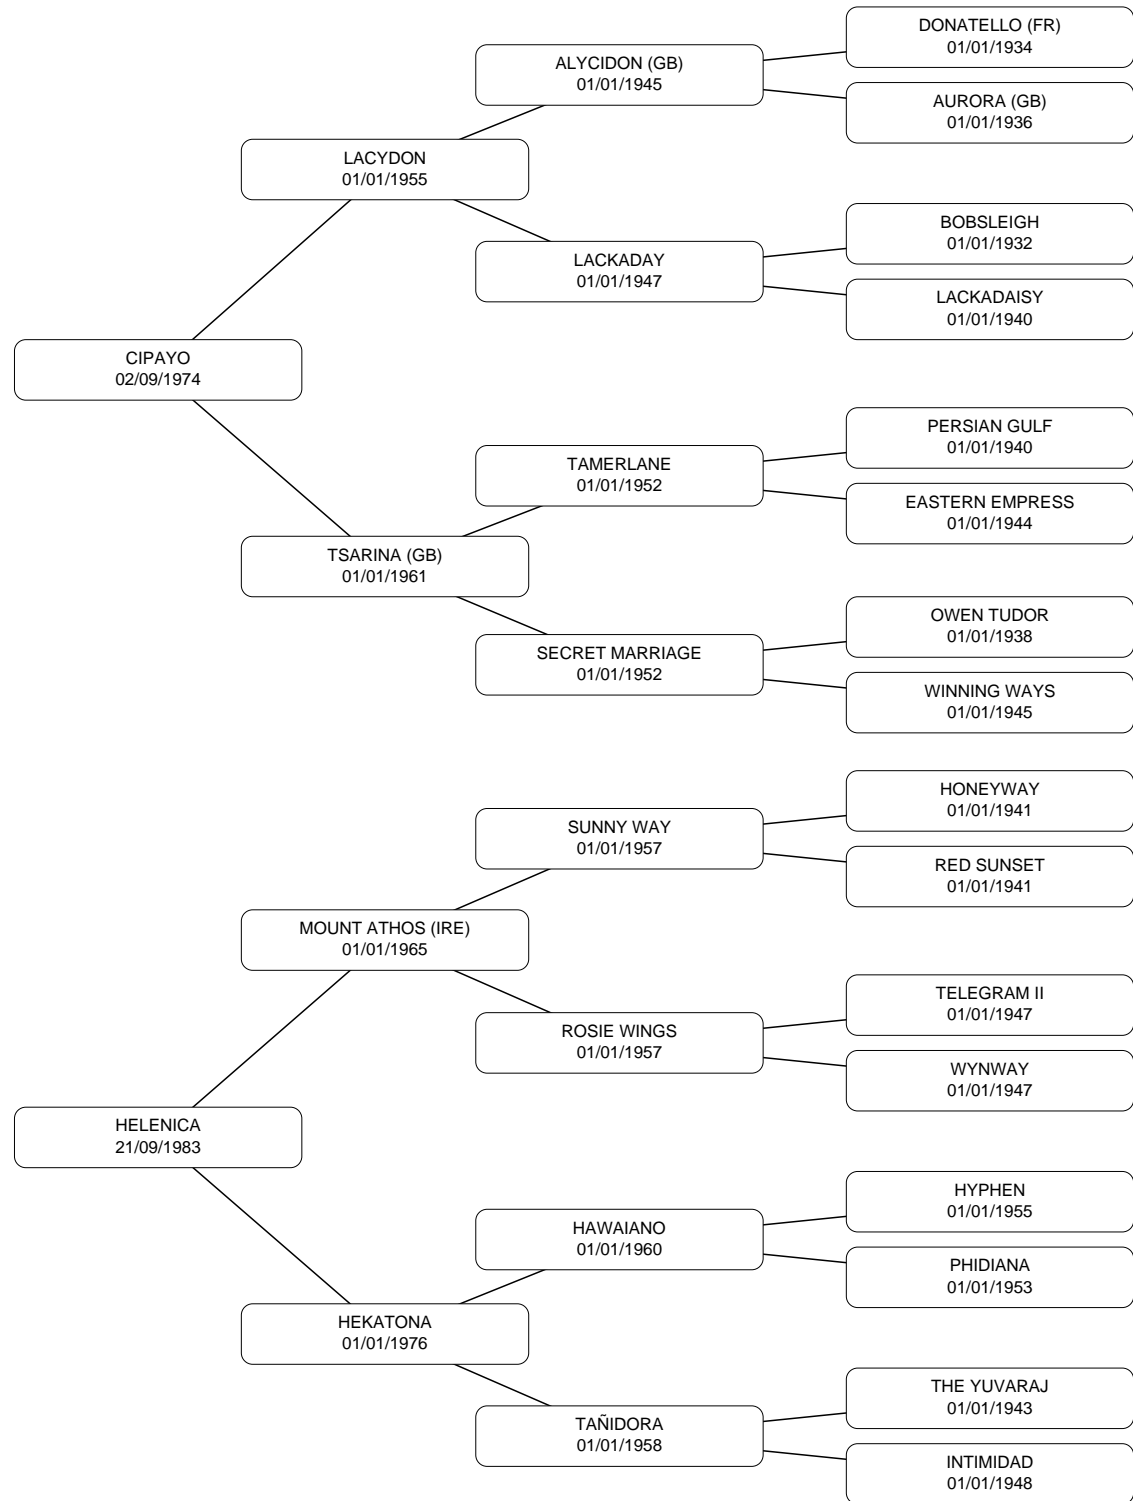 DONATELLO (FR)
01/01/1934
ALYCIDON (GB)
01/01/1945
AURORA (GB)
01/01/1936
LACYDON
01/01/1955
BOBSLEIGH
01/01/1932
LACKADAY
01/01/1947
LACKADAISY
01/01/1940
CIPAYO
02/09/1974
PERSIAN GULF
01/01/1940
TAMERLANE
01/01/1952
EASTERN EMPRESS
01/01/1944
TSARINA (GB)
01/01/1961
OWEN TUDOR
01/01/1938
SECRET MARRIAGE
01/01/1952
WINNING WAYS
01/01/1945
HONEYWAY
01/01/1941
SUNNY WAY
01/01/1957
RED SUNSET
01/01/1941
MOUNT ATHOS (IRE)
01/01/1965
TELEGRAM II
01/01/1947
ROSIE WINGS
01/01/1957
WYNWAY
01/01/1947
HELENICA
21/09/1983
HYPHEN
01/01/1955
HAWAIANO
01/01/1960
PHIDIANA
01/01/1953
HEKATONA
01/01/1976
THE YUVARAJ
01/01/1943
TAÑIDORA
01/01/1958
INTIMIDAD
01/01/1948